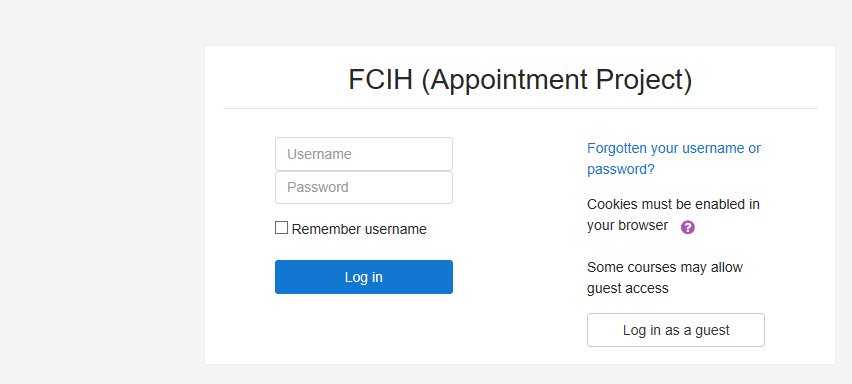 FCIH (Appointment Project)
Username
Password
Remember username
Log in
Forgotten your username or
password?
Cookies must be enabled in
your browser ?
Some courses may allow
guest access
Log in as a guest